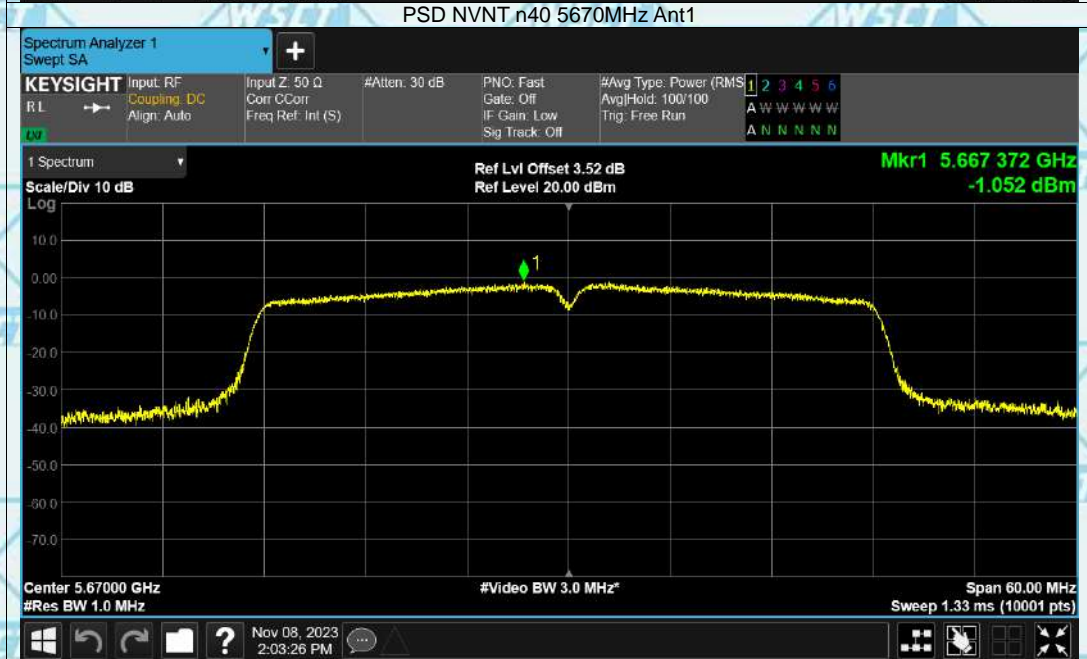 PSD NVNT n40 5670MHz Ant1
Spectrum Analyzer 1
Swept SA
KEYSIGHT
R L
LXI
Input: RF
Coupling: DC
Align: Auto
Input Z: 50 Ω
Corr CCorr
Freq Ref: Int (S)
#Atten: 30 dB
PNO: Fast
Gate: Off
IF Gain: Low
Sig Track: Off
#Avg Type: Power (RMS
Avg|Hold: 100/100
Trig: Free Run
1 2 3 4 5 6
A W W W W W
A N N N N N
1 Spectrum
Scale/Div 10 dB
Ref Lvl Offset 3.52 dB
Ref Level 20.00 dBm
Mkr1 5.667 372 GHz
-1.052 dBm
Log
10.0
0.00
-10.0
-20.0
-30.0
-40.0
-50.0
-60.0
-70.0
1
Center 5.67000 GHz
#Res BW 1.0 MHz
#Video BW 3.0 MHz*
Span 60.00 MHz
Sweep 1.33 ms (10001 pts)
?
Nov 08, 2023
2:03:26 PM